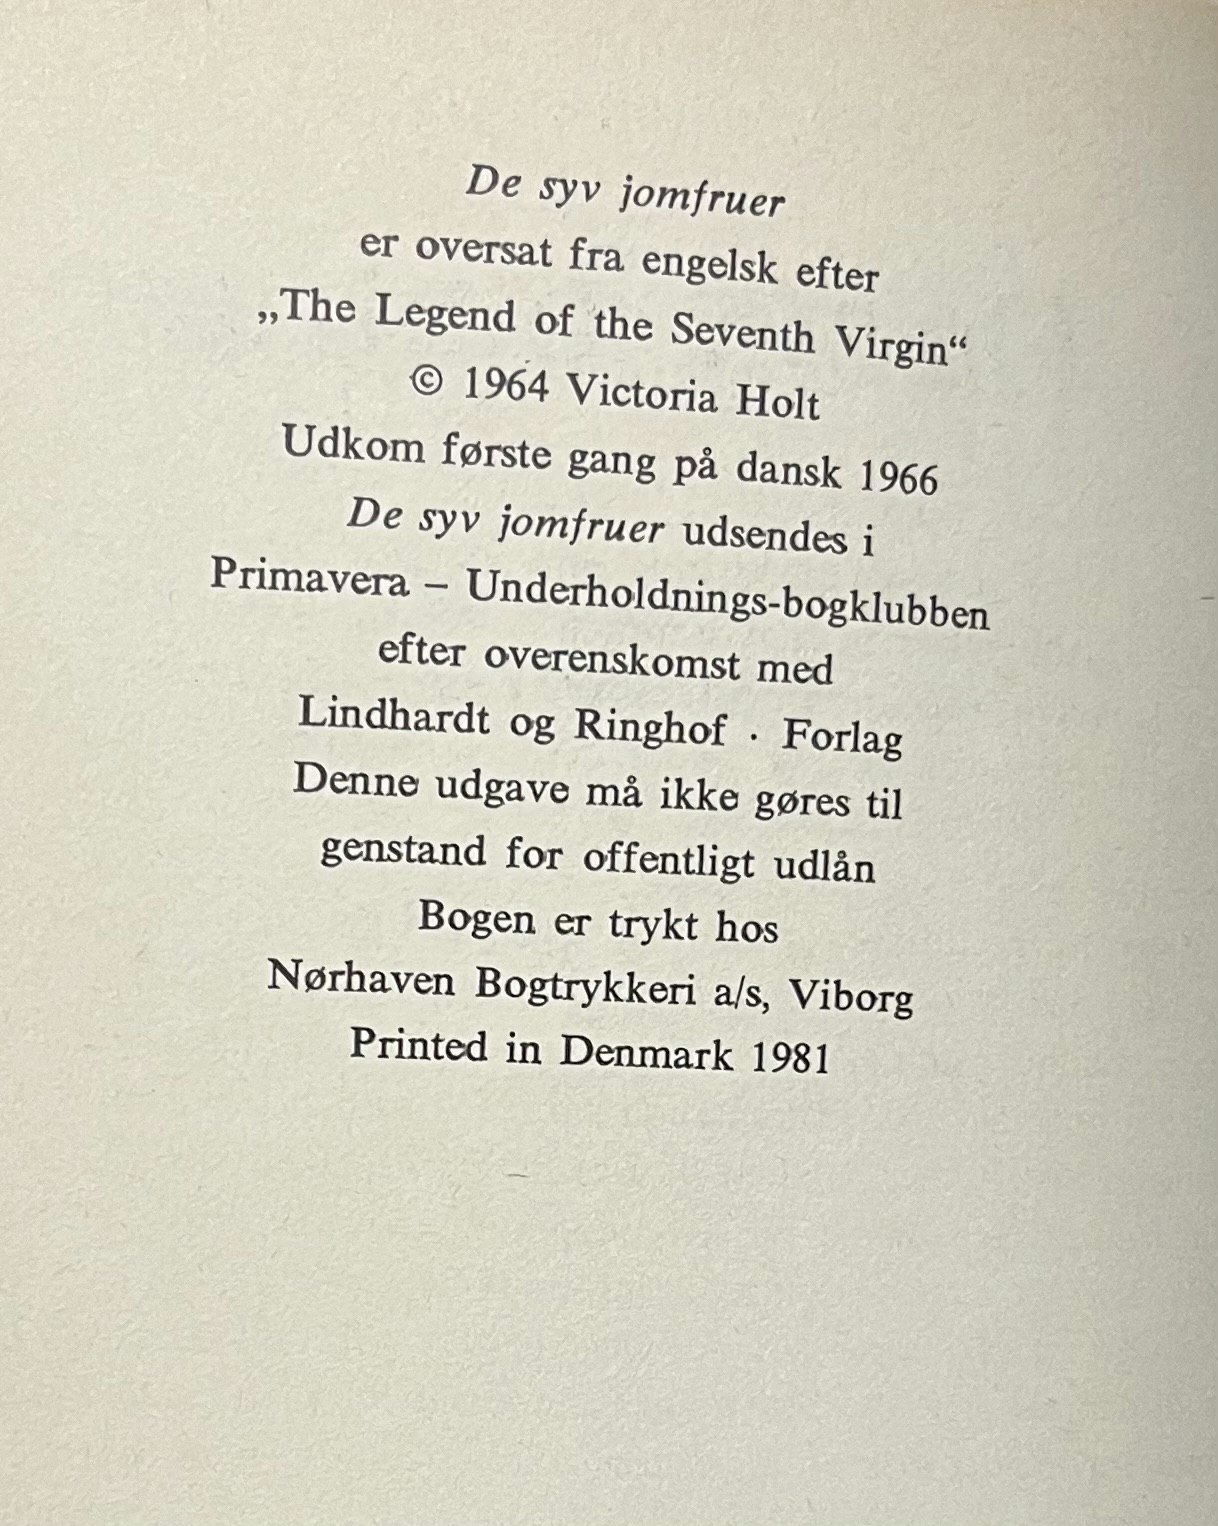 De syv jomfruer
er oversat fra engelsk efter
„The Legend of the Seventh Virgin“
© 1964 Victoria Holt
Udkom første gang på dansk 1966
De syv jomfruer udsendes i
Primavera – Underholdnings-bogklubben
efter overenskomst med
Lindhardt og Ringhof · Forlag
Denne udgave må ikke gøres til
genstand for offentligt udlån
Bogen er trykt hos
Nørhaven Bogtrykkeri a/s, Viborg
Printed in Denmark 1981